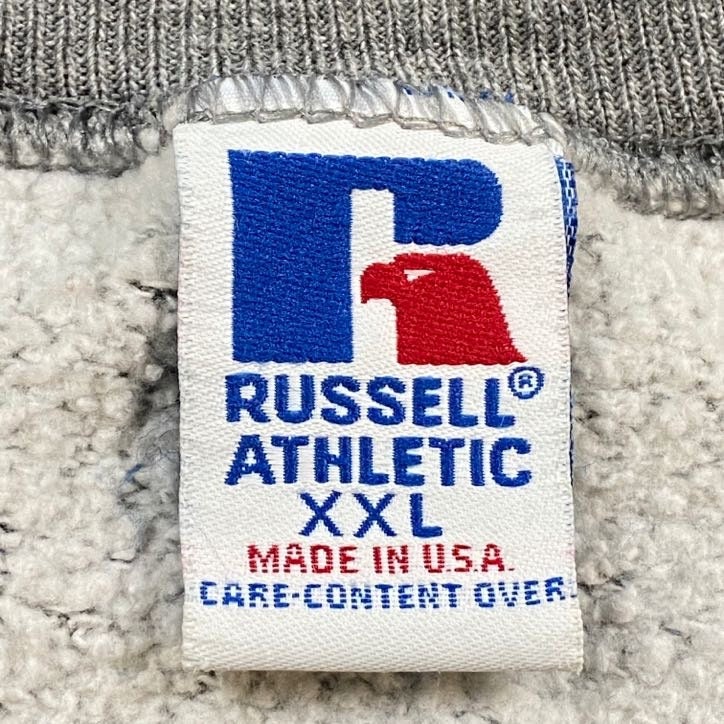 R
RUSSELL®
ATHLETIC
XXL
MADE IN U.S.A.
CARE-CONTENT OVER